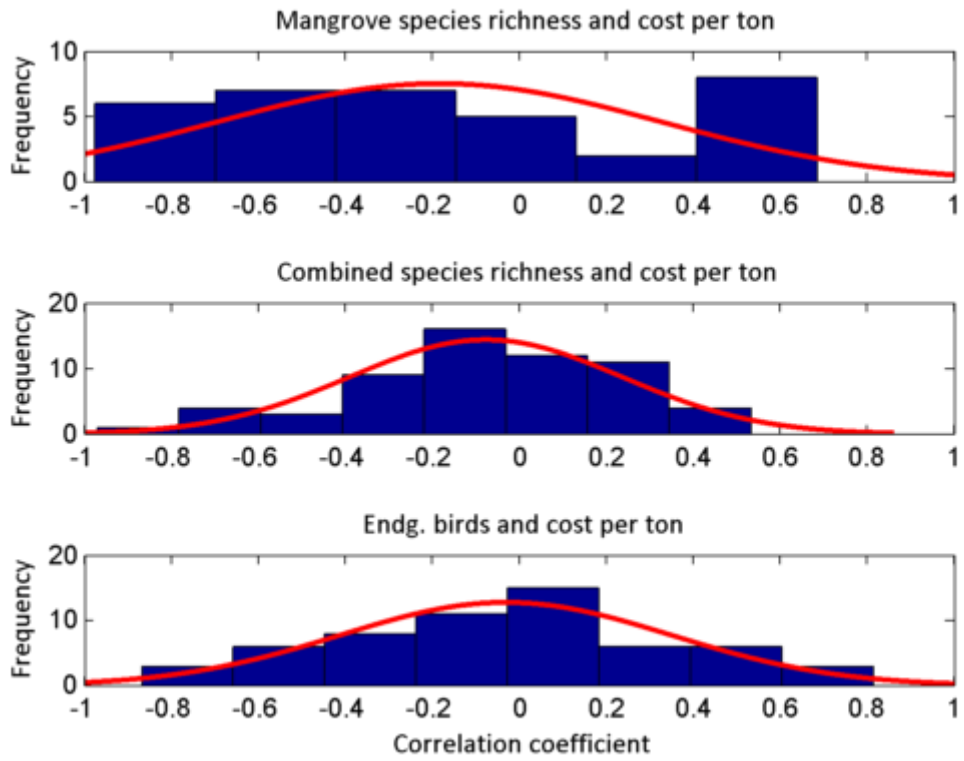 Mangrove species richness and cost per ton
Frequency
10
5
0
-1 -0.8 -0.6 -0.4 -0.2 0 0.2 0.4 0.6 0.8 1
Combined species richness and cost per ton
Frequency
20
10
0
-1 -0.8 -0.6 -0.4 -0.2 0 0.2 0.4 0.6 0.8 1
Endg. birds and cost per ton
Frequency
20
10
0
-1 -0.8 -0.6 -0.4 -0.2 0 0.2 0.4 0.6 0.8 1
Correlation coefficient